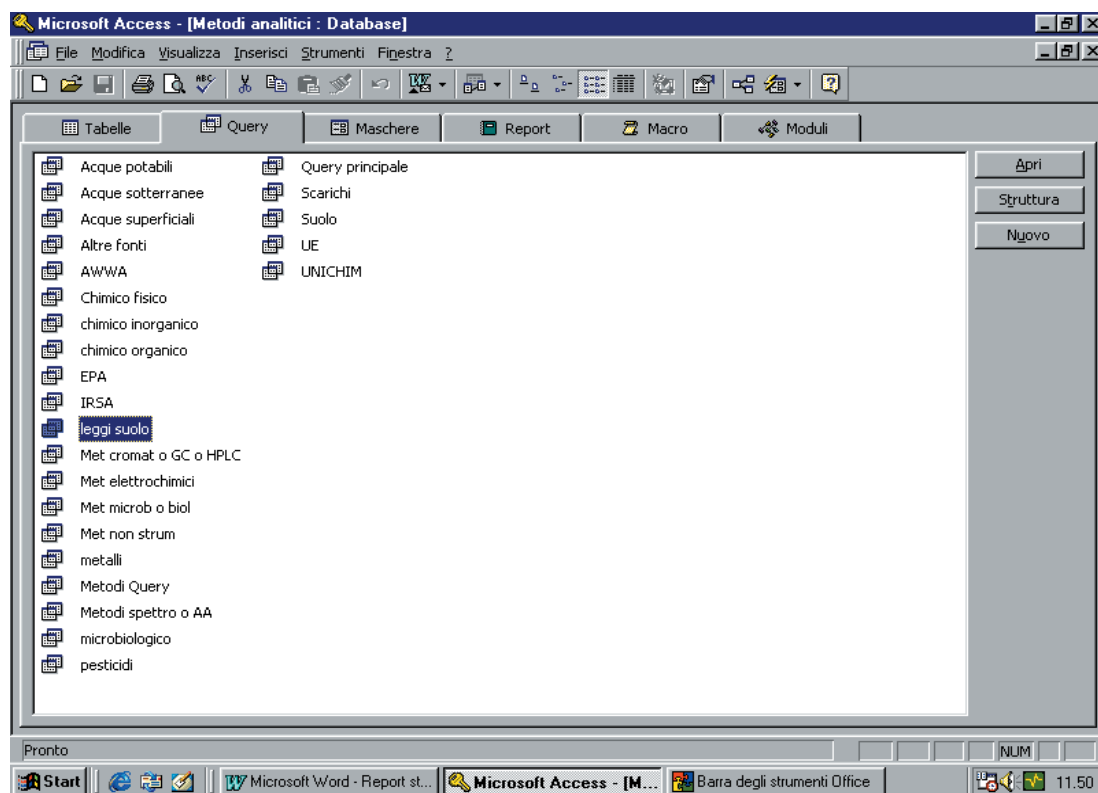 Microsoft Access - [Metodi analitici : Database]
File Modifica Visualizza Inserisci Strumenti Finestra ?
Tabelle Query Maschere Report Macro Moduli
Acque potabili
Acque sotterranee
Acque superficiali
Altre fonti
AWWA
Chimico fisico
chimico inorganico
chimico organico
EPA
IRSA
leggi suolo
Met cromat o GC o HPLC
Met elettrochimici
Met microb o biol
Met non strum
metalli
Metodi Query
Metodi spettro o AA
microbiologico
pesticidi
Query principale
Scarichi
Suolo
UE
UNICHIM
Apri
Struttura
Nuovo
Pronto NUM
Start Microsoft Word - Report st... Microsoft Access - [M... Barra degli strumenti Office 11.50